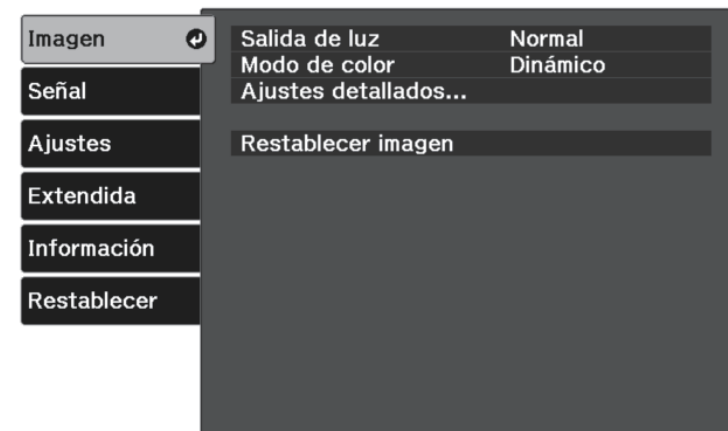 Imagen
Señal
Ajustes
Extendida
Información
Restablecer
Salida de luz Normal
Modo de color Dinámico
Ajustes detallados...
Restablecer imagen